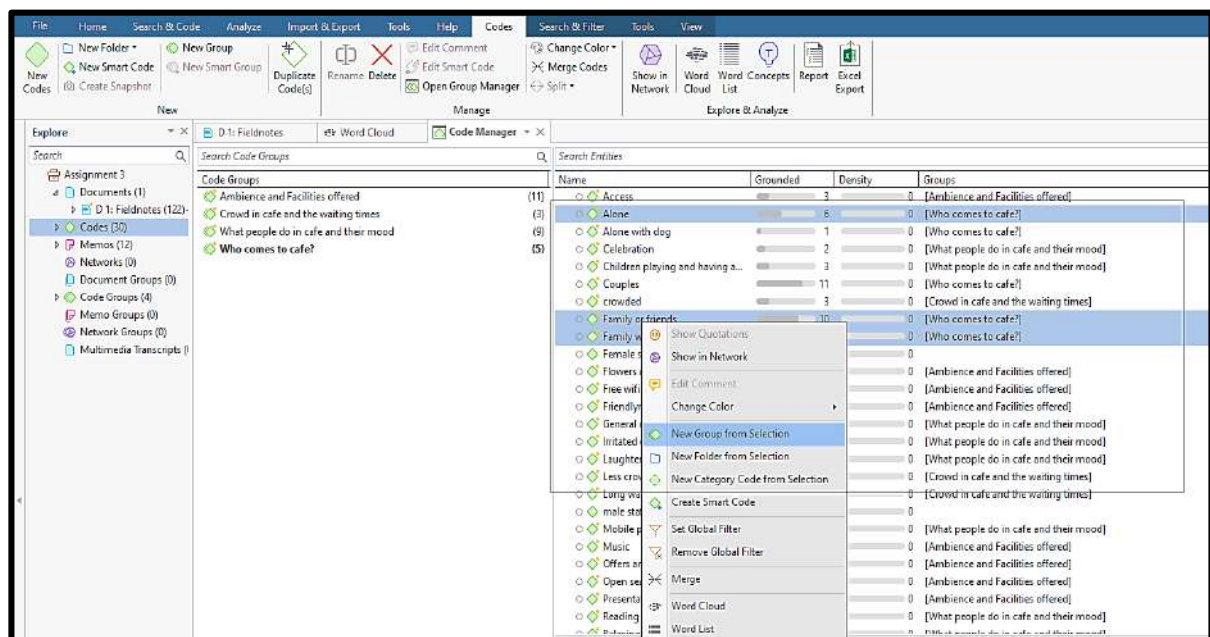 File Home Search & Code Analyze Import & Export Tools Help Codes Search & Filter Tools View
New Codes
New Folder
New Smart Code
Create Snapshot
New Group
New Smart Group
Duplicate Code(s)
New
Rename Delete
Edit Comment
Edit Smart Code
Open Group Manager
Manage
Change Color
Merge Codes
Split
Show in Network
Word Cloud
Word List
Concepts
Report
Excel Export
Explore & Analyze
Explore
Search
Assignment 3
Documents (1)
D 1: Fieldnotes (122)-
Codes (30)
Memos (12)
Networks (0)
Document Groups (0)
Code Groups (4)
Memo Groups (0)
Network Groups (0)
Multimedia Transcripts
D 1: Fieldnotes Word Cloud Code Manager
Search Code Groups
Code Groups
Ambience and Facilities offered (11)
Crowd in cafe and the waiting times (3)
What people do in cafe and their mood (9)
Who comes to cafe? (5)
Search Entities
Name Grounded Density Groups
Access 3 0 [Ambience and Facilities offered]
Alone 6 0 [Who comes to cafe?]
Alone with dog 1 0 [Who comes to cafe?]
Celebration 2 0 [What people do in cafe and their mood]
Children playing and having a... 3 0 [What people do in cafe and their mood]
Couples 11 0 [Who comes to cafe?]
crowded 3 0 [Crowd in cafe and the waiting times]
Family or friends 10 0 [Who comes to cafe?]
Family w 0 [Who comes to cafe?]
Female s 0
Flowers 0 [Ambience and Facilities offered]
Free wifi 0 [Ambience and Facilities offered]
Friendly 0 [Ambience and Facilities offered]
General 0 [What people do in cafe and their mood]
Irritated 0 [What people do in cafe and their mood]
Laughter 0 [What people do in cafe and their mood]
Less crow 0 [Crowd in cafe and the waiting times]
Long wa 0 [Crowd in cafe and the waiting times]
male staf 0
Mobile p 0 [What people do in cafe and their mood]
Music 0 [Ambience and Facilities offered]
Offers an 0 [Ambience and Facilities offered]
Open sea 0 [Ambience and Facilities offered]
Presenta 0 [Ambience and Facilities offered]
Reading 0 [What people do in cafe and their mood]
Show Quotations
Show in Network
Edit Comment
Change Color
New Group from Selection
New Folder from Selection
New Category Code from Selection
Create Smart Code
Set Global Filter
Remove Global Filter
Merge
Word Cloud
Word List